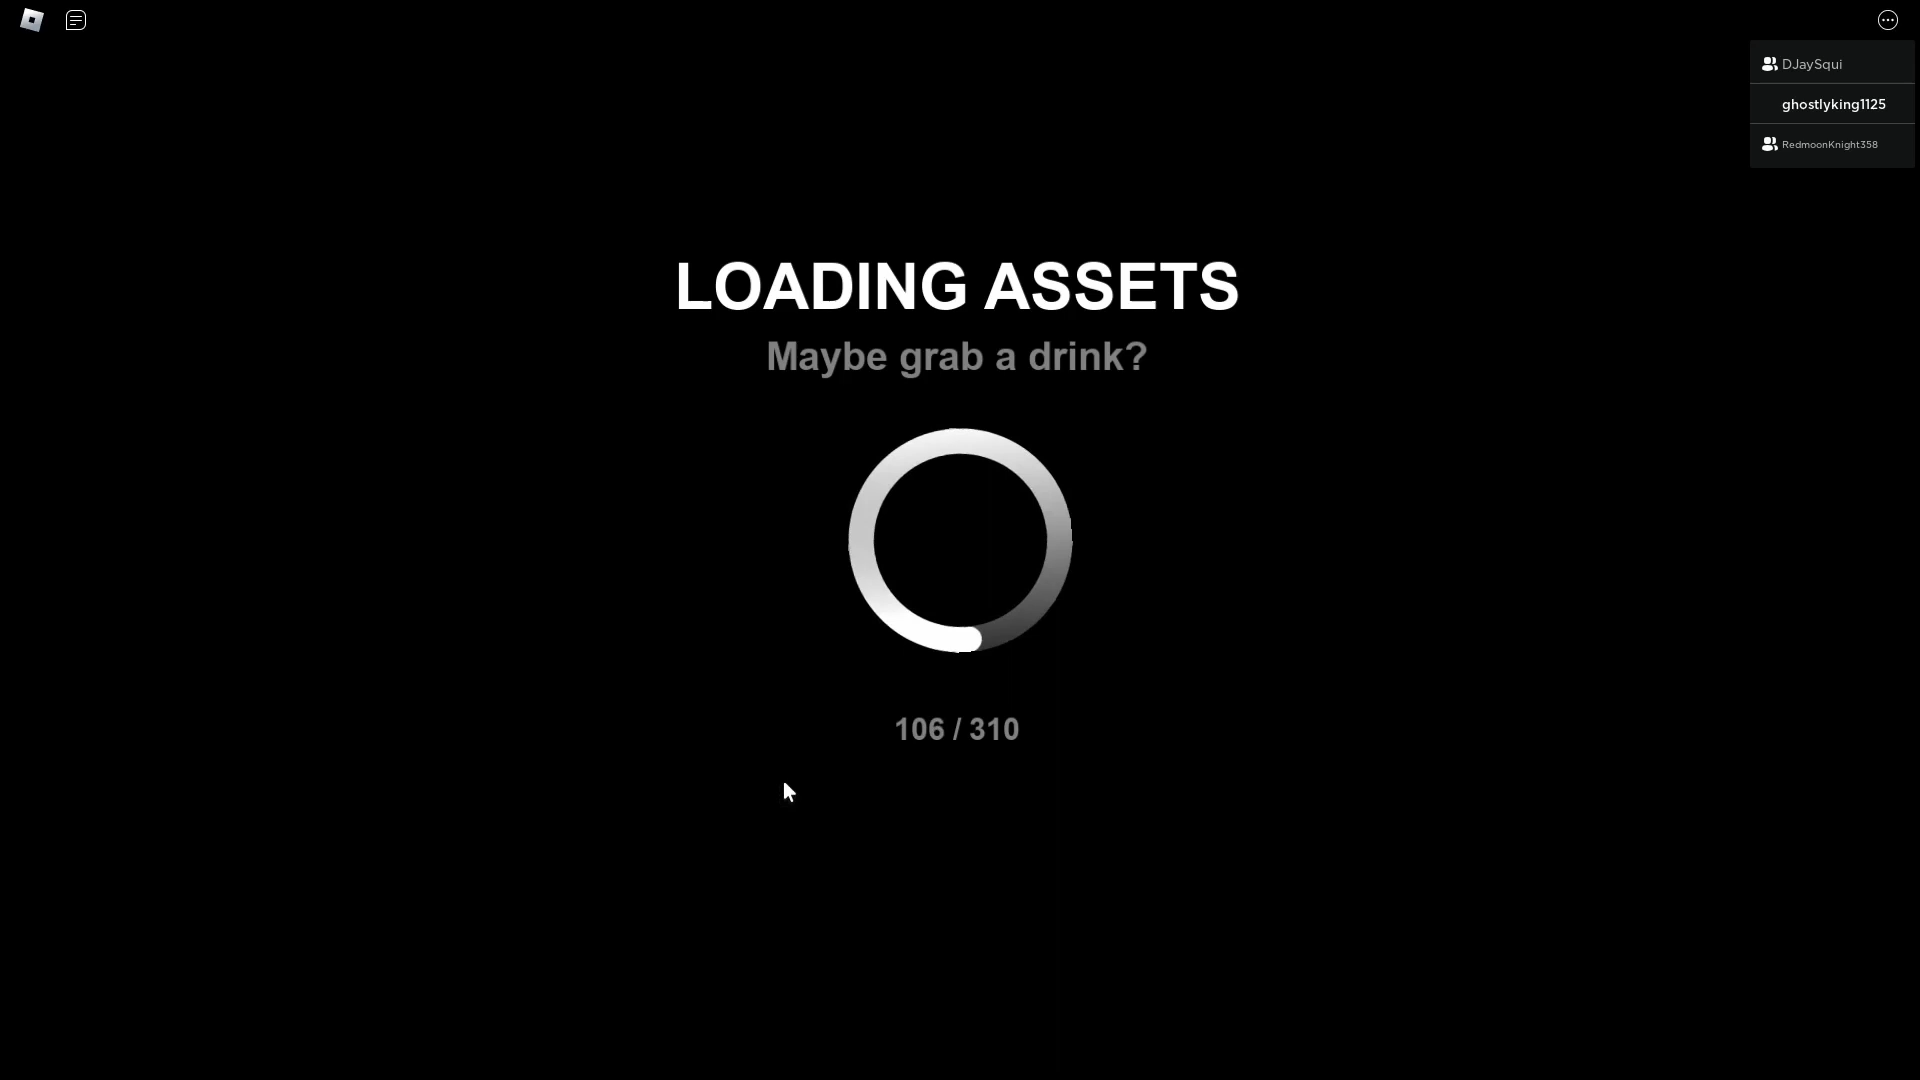 DJaySqui
ghostlyking1125
RedmoonKnight358
LOADING ASSETS
Maybe grab a drink?
106 / 310